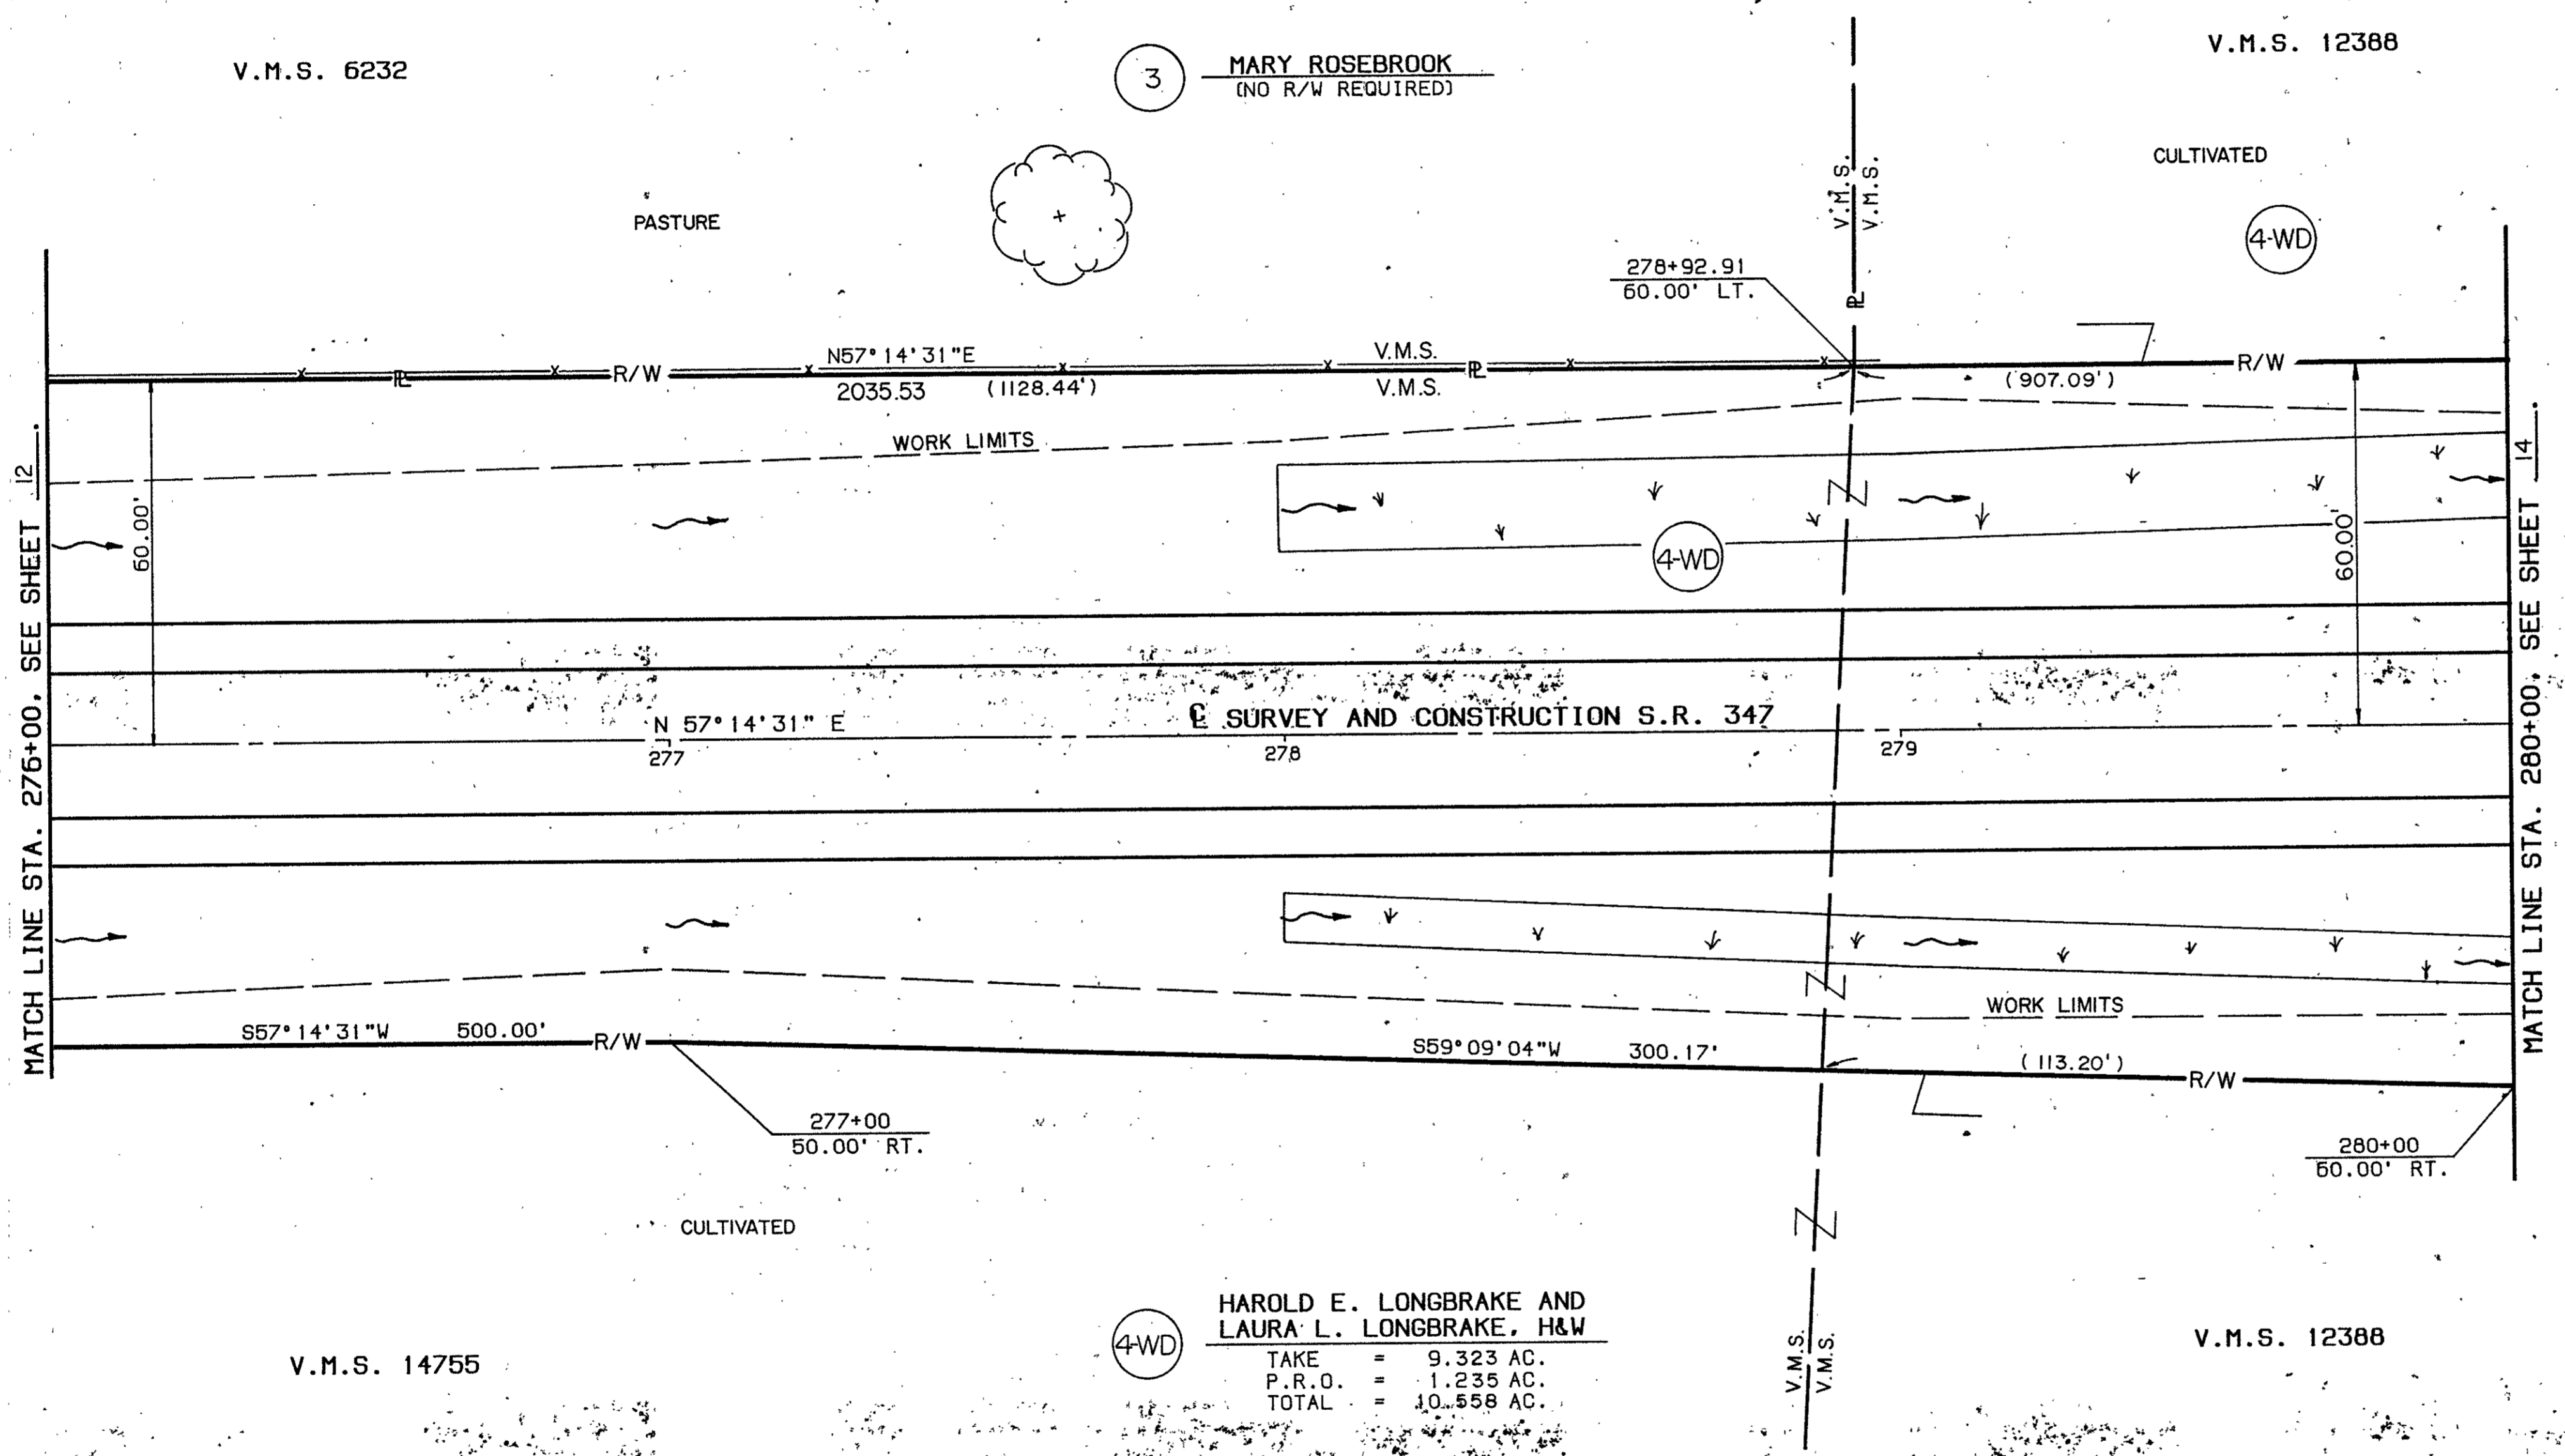 V.M.S. 6232
3
MARY ROSEBROOK
(NO R/W REQUIRED)
V.M.S. 12388
CULTIVATED
4-WD
PASTURE
V.M.S.
V.M.S.
278+92.91
60.00' LT.
PL
N57°14'31"E
V.M.S.
PL
R/W
PL
R/W
2035.53
(1128.44')
V.M.S.
(907.09')
WORK LIMITS
60.00'
4-WD
60.00'
MATCH LINE STA. 276+00, SEE SHEET 12.
MATCH LINE STA. 280+00, SEE SHEET 14.
N 57°14'31" E
CL SURVEY AND CONSTRUCTION S.R. 347
277
278
279
WORK LIMITS
S57°14'31"W
500.00'
R/W
S59°09'04"W
300.17'
(113.20')
R/W
277+00
50.00' RT.
280+00
60.00' RT.
CULTIVATED
4-WD
HAROLD E. LONGBRAKE AND
LAURA L. LONGBRAKE, H&W
TAKE = 9.323 AC.
P.R.O. = 1.235 AC.
TOTAL = 10.558 AC.
V.M.S.
V.M.S.
V.M.S. 14755
V.M.S. 12388